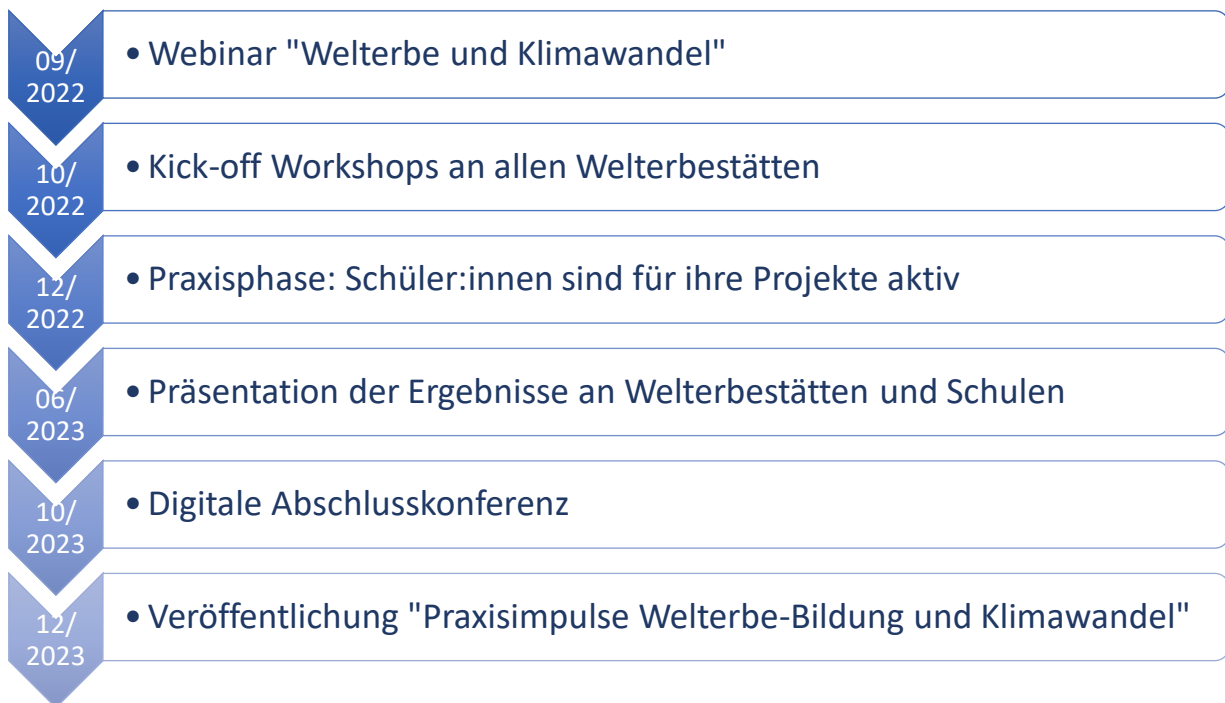 09/
2022
• Webinar "Welterbe und Klimawandel"
10/
2022
• Kick-off Workshops an allen Welterbestätten
12/
2022
• Praxisphase: Schüler:innen sind für ihre Projekte aktiv
06/
2023
• Präsentation der Ergebnisse an Welterbestätten und Schulen
10/
2023
• Digitale Abschlusskonferenz
12/
2023
• Veröffentlichung "Praxisimpulse Welterbe-Bildung und Klimawandel"